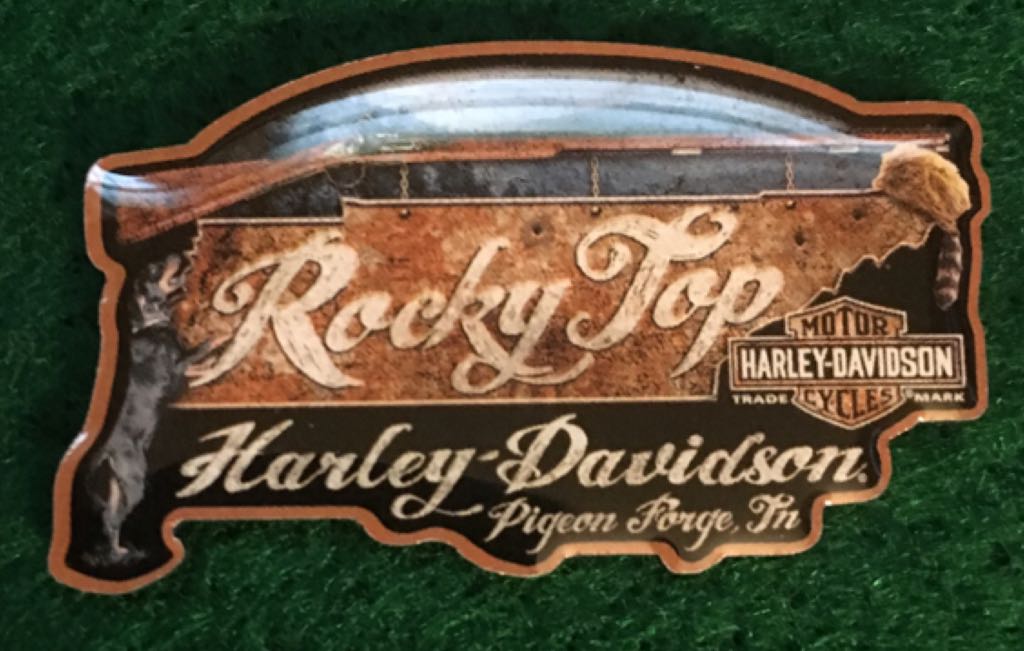 Rocky Top
MOTOR
HARLEY-DAVIDSON
TRADE MARK
CYCLES
Harley-Davidson.
Pigeon Forge, Tn